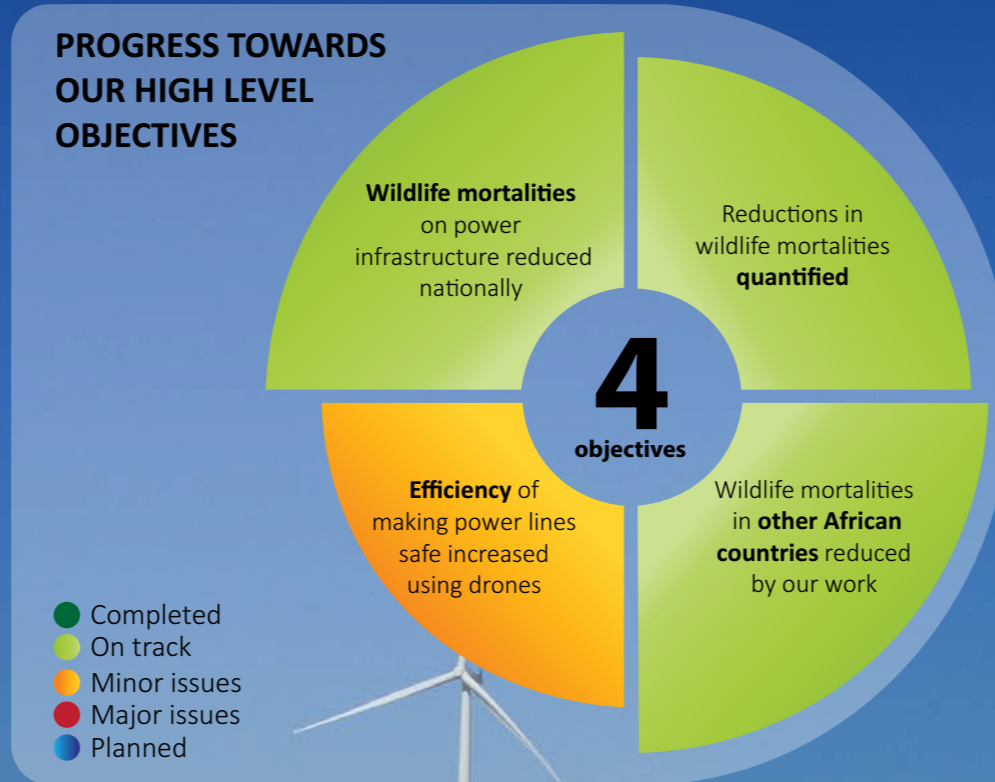 PROGRESS TOWARDS
OUR HIGH LEVEL
OBJECTIVES
Wildlife mortalities
on power
infrastructure reduced
nationally
Reductions in
wildlife mortalities
quantified
4
objectives
Efficiency of
making power lines
safe increased
using drones
Wildlife mortalities
in other African
countries reduced
by our work
Completed
On track
Minor issues
Major issues
Planned